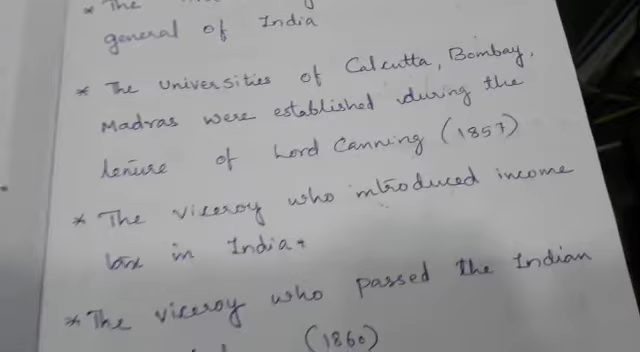 * The
general of India
* The universities of Calcutta, Bombay,
Madras were established during the
tenure of Lord Canning (1857)
* The viceroy who introduced income
tax in India.
* The viceroy who passed the Indian
(1860)